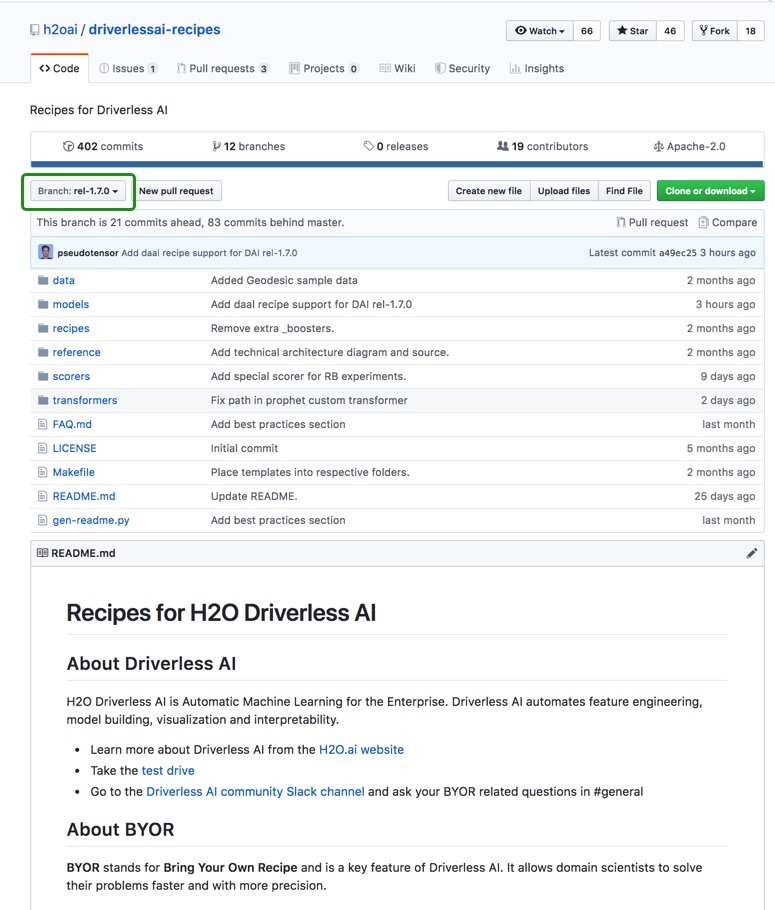 h2oai / driverlessai-recipes
Watch 66 Star 46 Fork 18
Code Issues 1 Pull requests 3 Projects 0 Wiki Security Insights
Recipes for Driverless AI
402 commits 12 branches 0 releases 19 contributors Apache-2.0
Branch: rel-1.7.0 New pull request Create new file Upload files Find File Clone or download
This branch is 21 commits ahead, 83 commits behind master. Pull request Compare
pseudotensor Add daal recipe support for DAI rel-1.7.0 Latest commit a49ec25 3 hours ago
data Added Geodesic sample data 2 months ago
models Add daal recipe support for DAI rel-1.7.0 3 hours ago
recipes Remove extra _boosters. 2 months ago
reference Add technical architecture diagram and source. 2 months ago
scorers Add special scorer for RB experiments. 9 days ago
transformers Fix path in prophet custom transformer 2 days ago
FAQ.md Add best practices section last month
LICENSE Initial commit 5 months ago
Makefile Place templates into respective folders. 2 months ago
README.md Update README. 25 days ago
gen-readme.py Add best practices section last month
README.md
Recipes for H2O Driverless AI
About Driverless AI
H2O Driverless AI is Automatic Machine Learning for the Enterprise. Driverless AI automates feature engineering,
model building, visualization and interpretability.
• Learn more about Driverless AI from the H2O.ai website
• Take the test drive
• Go to the Driverless AI community Slack channel and ask your BYOR related questions in #general
About BYOR
BYOR stands for Bring Your Own Recipe and is a key feature of Driverless AI. It allows domain scientists to solve
their problems faster and with more precision.